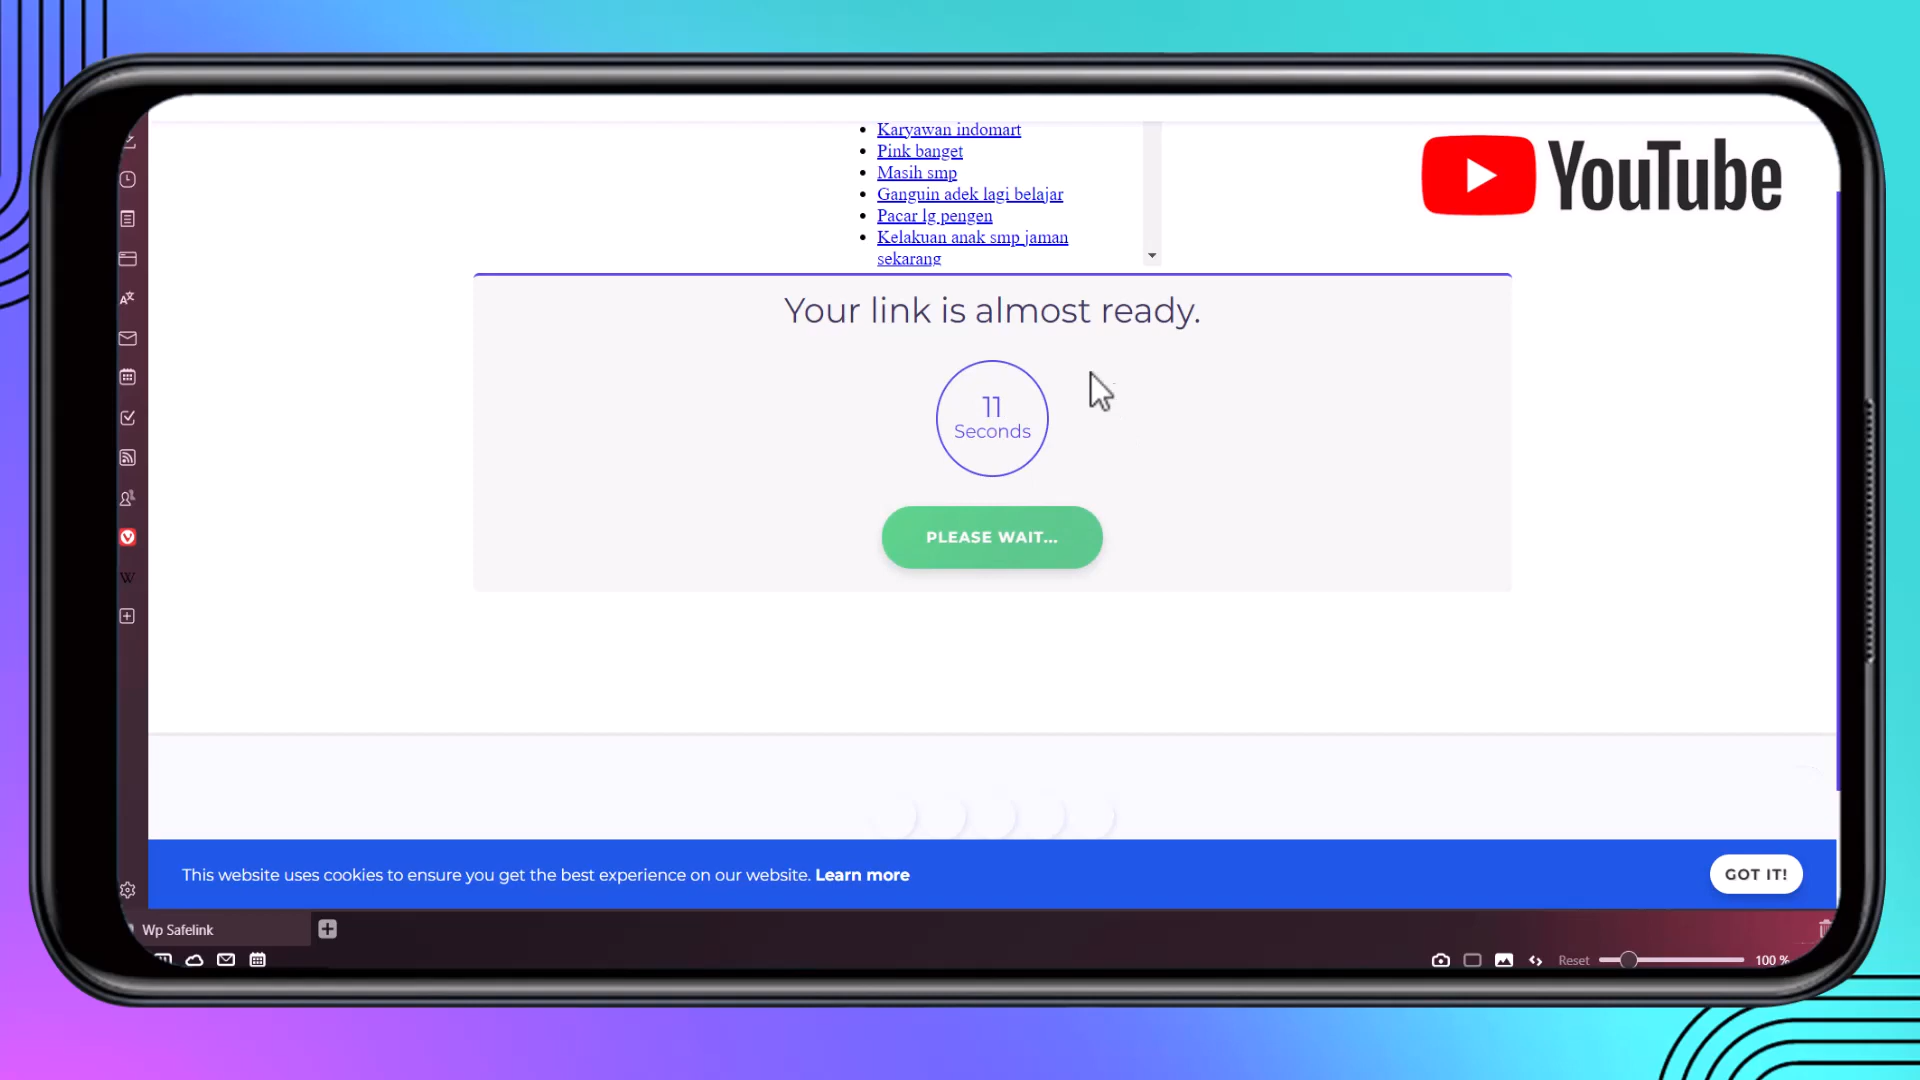 Karyawan indomart
Pink banget
Masih smp
Ganguin adek lagi belajar
Pacar lg pengen
Kelakuan anak smp jaman
sekarang
YouTube
Your link is almost ready.
11
Seconds
PLEASE WAIT...
This website uses cookies to ensure you get the best experience on our website. Learn more
GOT IT!
Wp Safelink
Reset
100 %